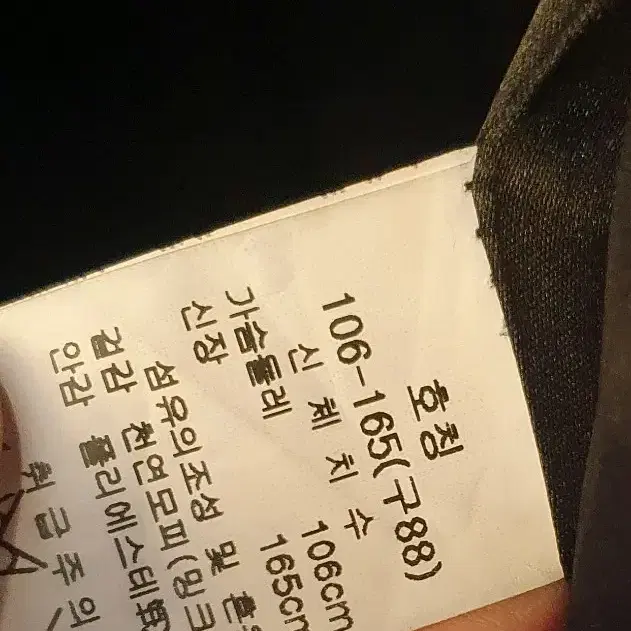 호칭
106-165(구88)
신 체 치 수
가슴둘레 106cm
신장 165cm
섬유의조성 및 혼
겉감 천연모피(밍크
안감 폴리에스테
취급주의